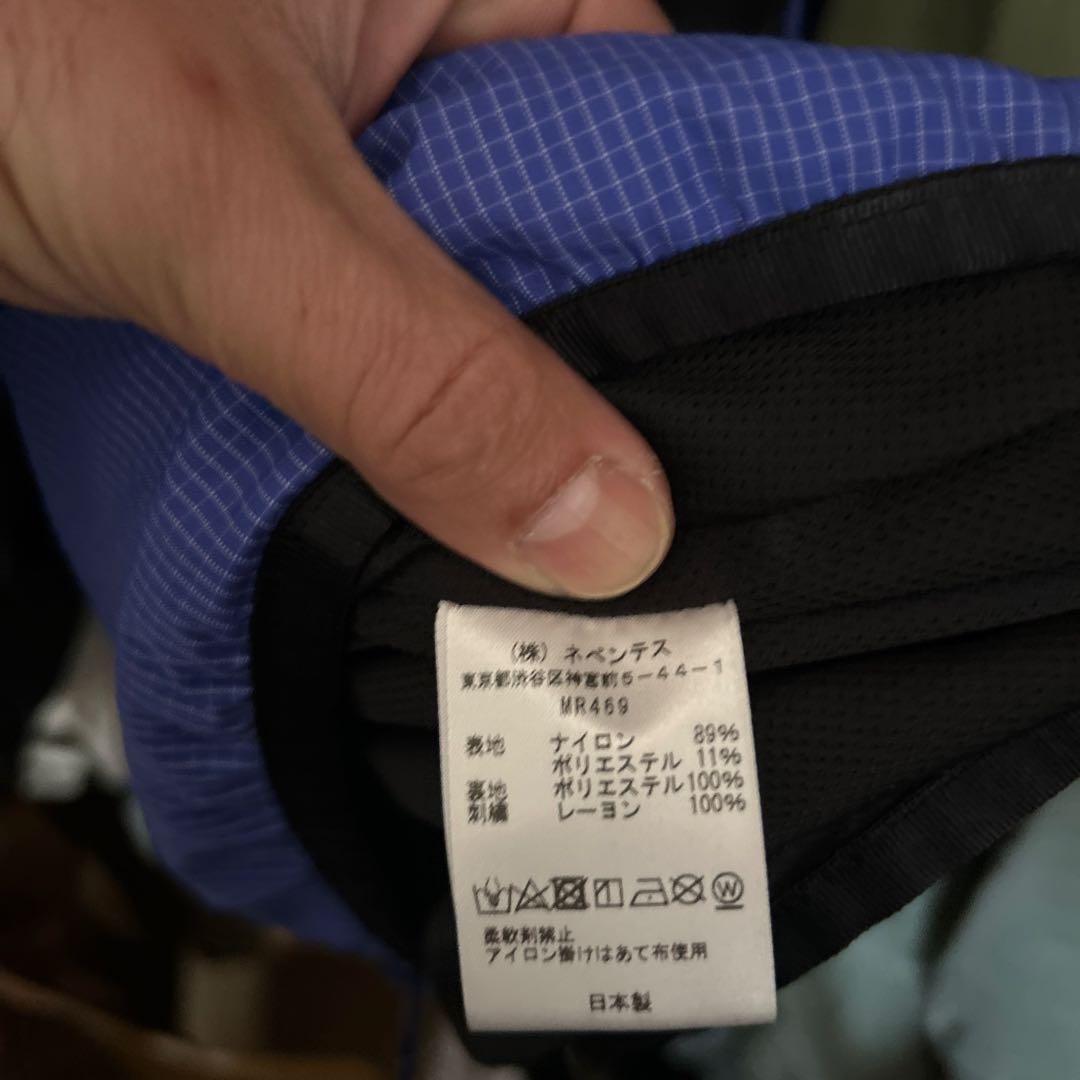 (株) ネペンテス
東京都渋谷区神宮前5-44-1
MR469
表地 ナイロン 89%
ポリエステル 11%
裏地 ポリエステル 100%
刺繍 レーヨン 100%
W
柔軟剤禁止
アイロン掛けはあて布使用
日本製